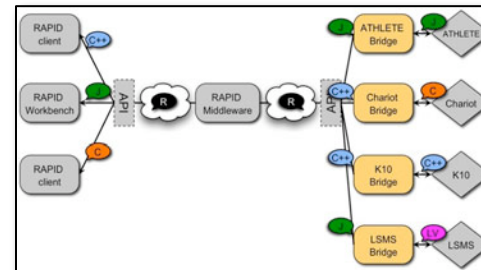 RAPID
client
C++
RAPID
Workbench
J
RAPID
client
C
API
R
RAPID
Middleware
R
API
J
ATHLETE
Bridge
J
ATHLETE
C++
Chariot
Bridge
C
Chariot
C++
K10
Bridge
C++
K10
J
LSMS
Bridge
LV
LSMS